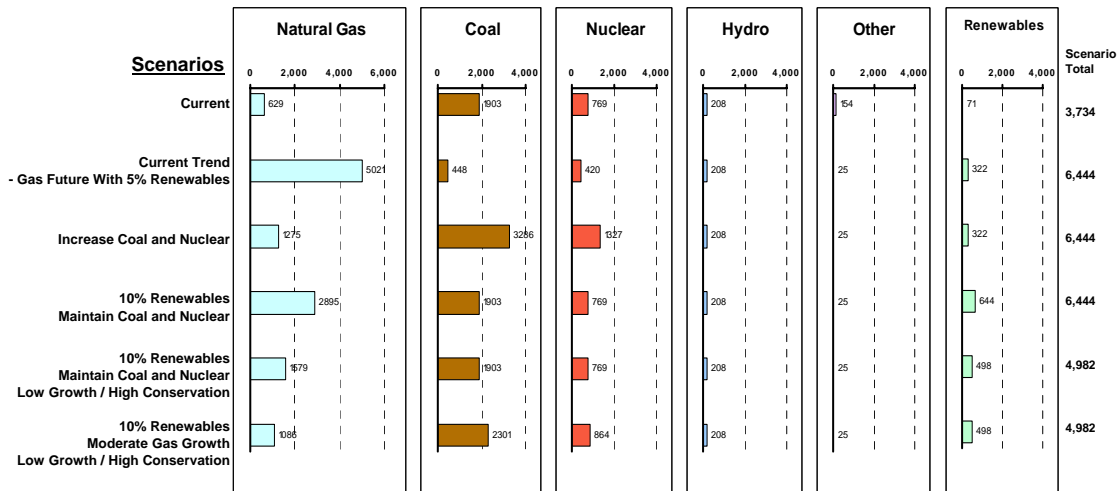 Natural Gas Coal Nuclear Hydro Other Renewables
Scenarios
0 2,000 4,000 6,000 0 2,000 4,000 0 2,000 4,000 0 2,000 4,000 0 2,000 4,000 0 2,000 4,000
Scenario
Total
Current 629 1903 769 208 154 71 3,734
Current Trend
- Gas Future With 5% Renewables 5021 448 420 208 25 322 6,444
Increase Coal and Nuclear 1275 3286 1327 208 25 322 6,444
10% Renewables
Maintain Coal and Nuclear 2895 1903 769 208 25 644 6,444
10% Renewables
Maintain Coal and Nuclear 1579 1903 769 208 25 498 4,982
Low Growth / High Conservation
10% Renewables
Moderate Gas Growth 1086 2301 864 208 25 498 4,982
Low Growth / High Conservation